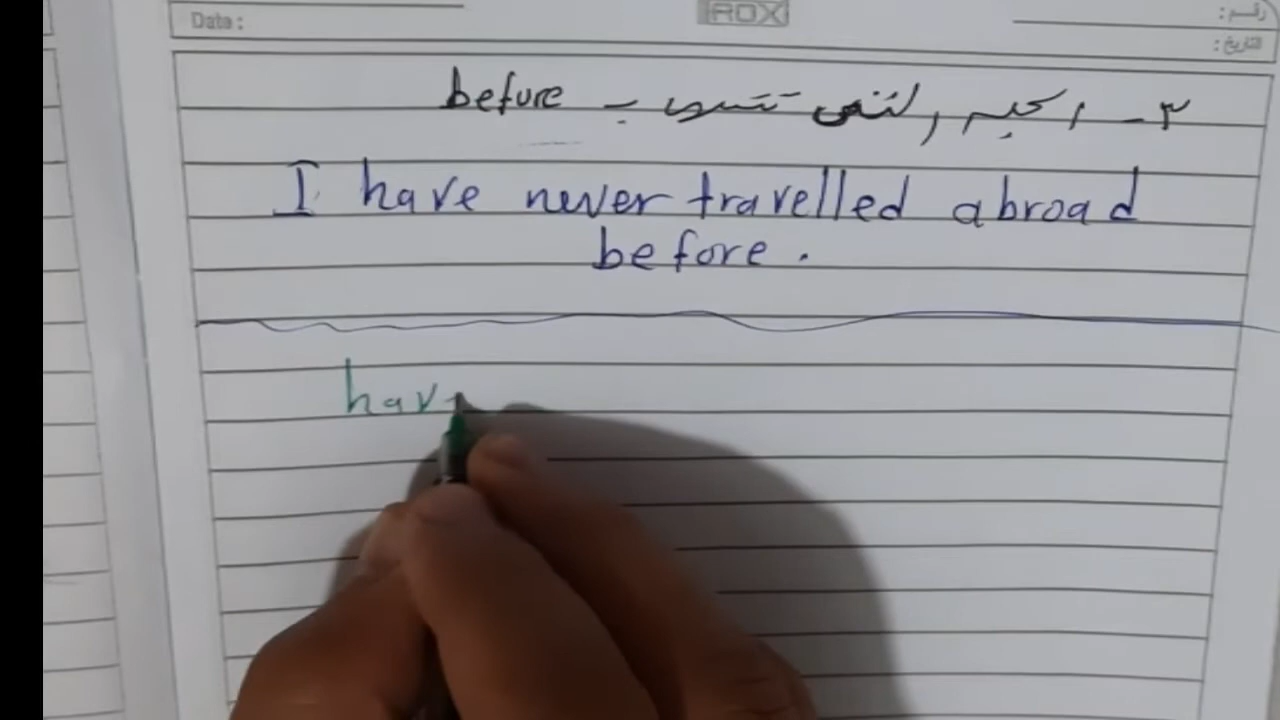 Date :
ROX
رقم :
التاريخ :
٣ - الجملة التي تنتهي بـ before
I have never travelled abroad
before .
hav